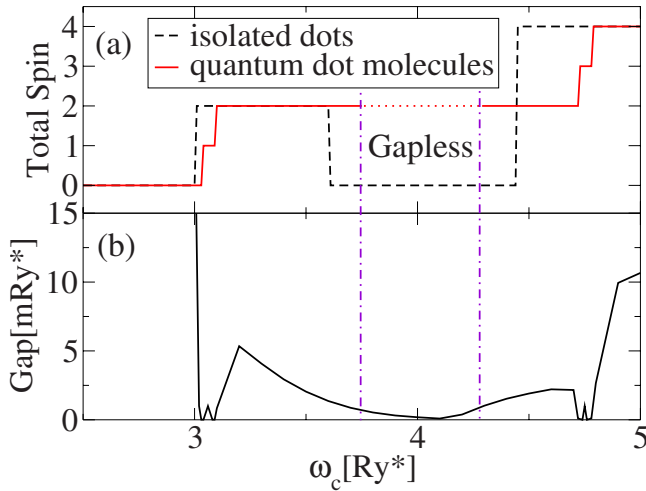 (a)
isolated dots
quantum dot molecules
Total Spin
4
3
2
1
0
Gapless
(b)
Gap[mRy*]
15
10
5
0
3
4
5
ω_c[Ry*]